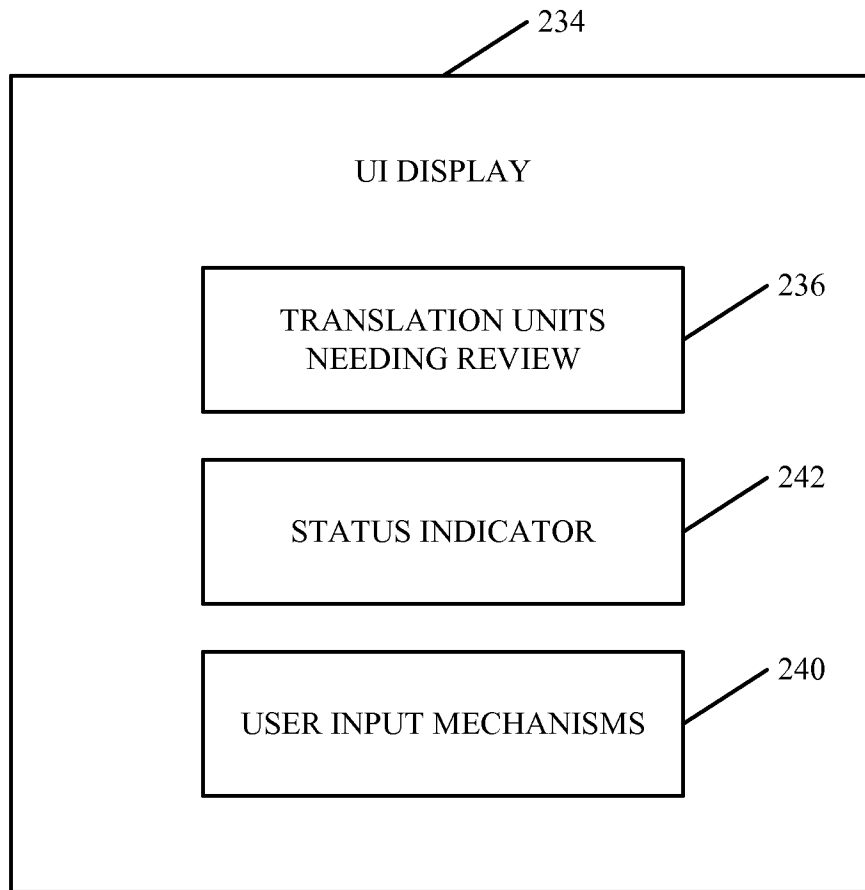 234
UI DISPLAY
TRANSLATION UNITS
NEEDING REVIEW
236
STATUS INDICATOR
242
USER INPUT MECHANISMS
240